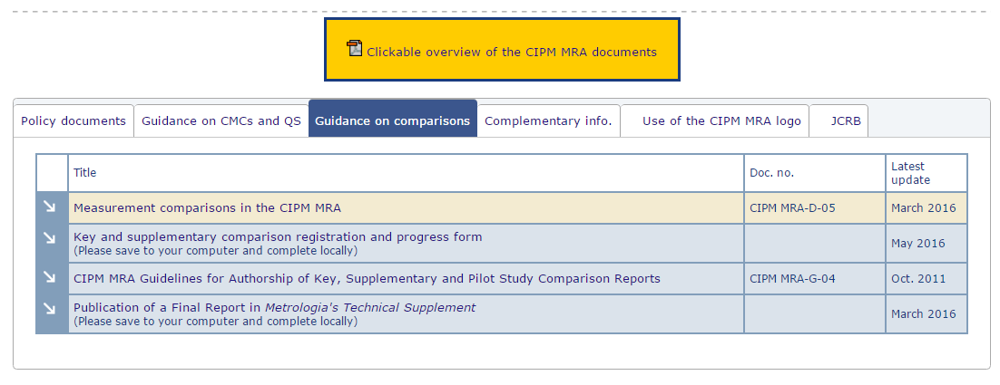 Clickable overview of the CIPM MRA documents
Policy documents
Guidance on CMCs and QS
Guidance on comparisons
Complementary info.
Use of the CIPM MRA logo
JCRB
Title
Doc. no.
Latest
update
Measurement comparisons in the CIPM MRA
CIPM MRA-D-05
March 2016
Key and supplementary comparison registration and progress form
(Please save to your computer and complete locally)
May 2016
CIPM MRA Guidelines for Authorship of Key, Supplementary and Pilot Study Comparison Reports
CIPM MRA-G-04
Oct. 2011
Publication of a Final Report in Metrologia's Technical Supplement
(Please save to your computer and complete locally)
March 2016